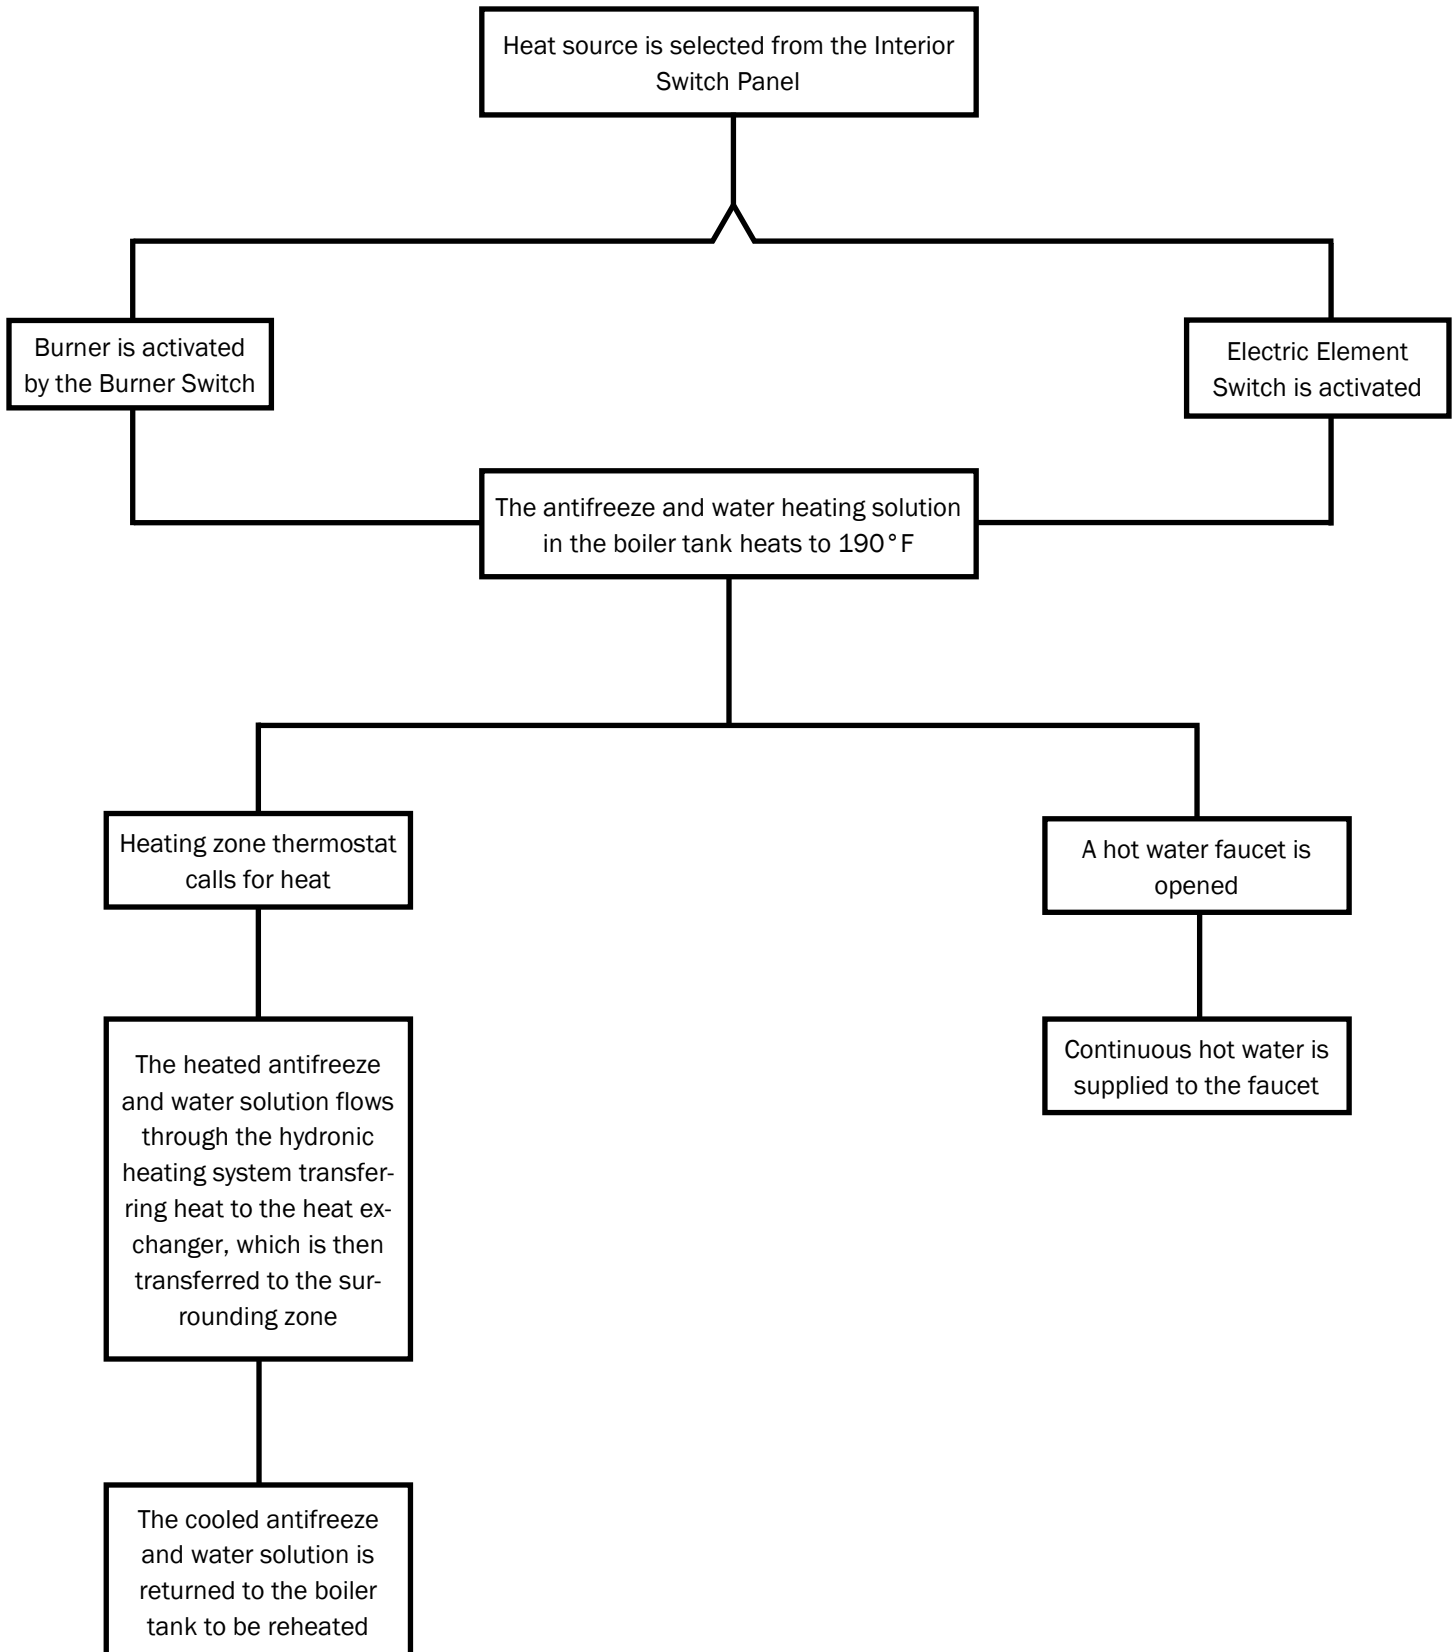 Heat source is selected from the Interior
Switch Panel
Burner is activated
by the Burner Switch
Electric Element
Switch is activated
The antifreeze and water heating solution
in the boiler tank heats to 190°F
Heating zone thermostat
calls for heat
A hot water faucet is
opened
The heated antifreeze
and water solution flows
through the hydronic
heating system transfer-
ring heat to the heat ex-
changer, which is then
transferred to the sur-
rounding zone
Continuous hot water is
supplied to the faucet
The cooled antifreeze
and water solution is
returned to the boiler
tank to be reheated